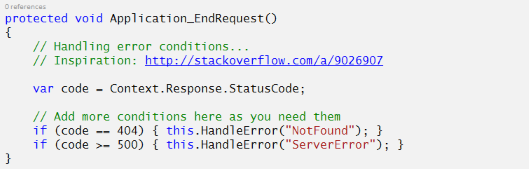 0 references
protected void Application_EndRequest()
{
// Handling error conditions...
// Inspiration: http://stackoverflow.com/a/9026907
var code = Context.Response.StatusCode;
// Add more conditions here as you need them
if (code == 404) { this.HandleError("NotFound"); }
if (code >= 500) { this.HandleError("ServerError"); }
}